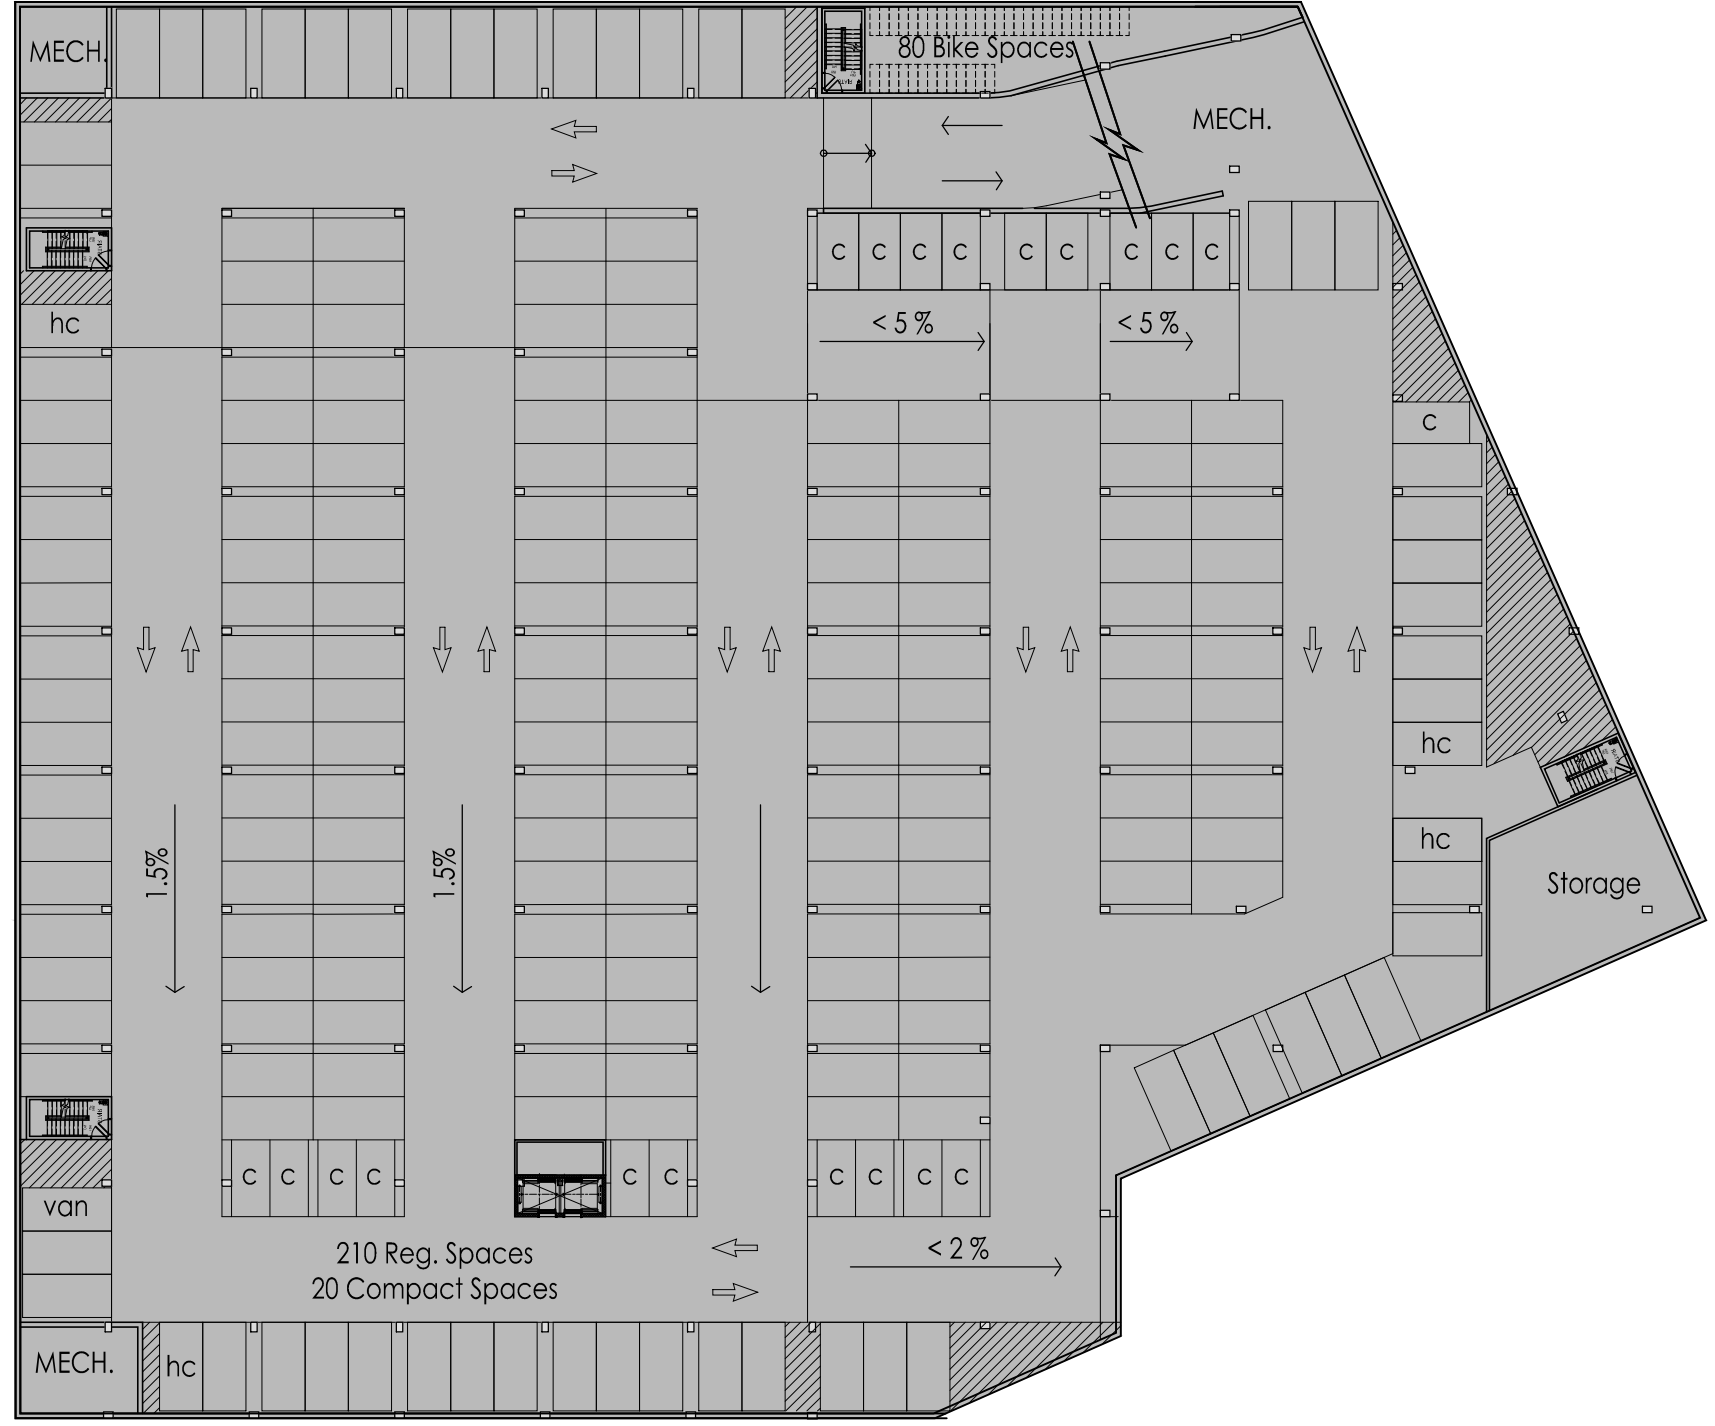 MECH.
80 Bike Spaces
MECH.
c c c c c c c c c
hc
< 5 %
< 5 %
c
hc
hc
1.5%
1.5%
Storage
c c c c c c c c c c
van
210 Reg. Spaces
< 2 %
20 Compact Spaces
MECH.
hc